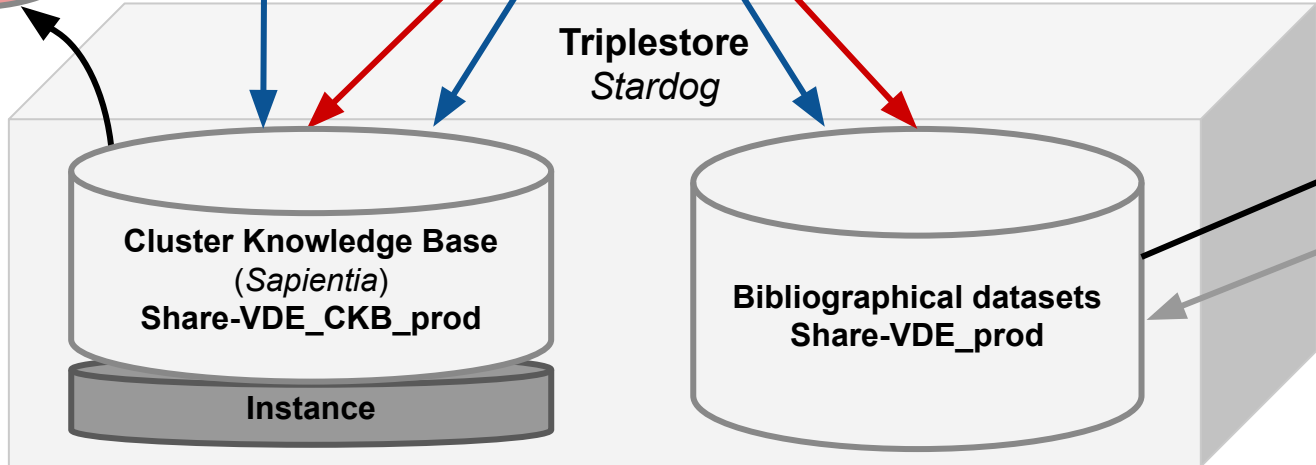 Triplestore
Stardog
Cluster Knowledge Base
(Sapientia)
Share-VDE_CKB_prod
Instance
Bibliographical datasets
Share-VDE_prod